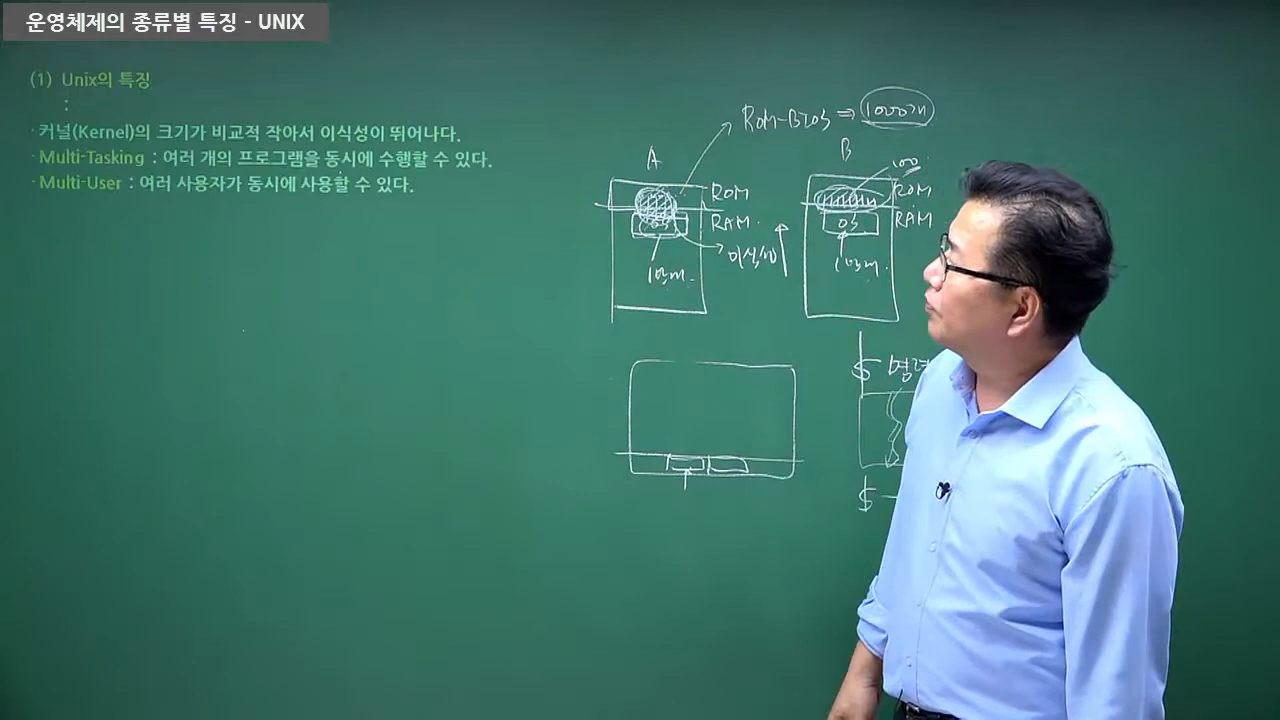 운영체제의 종류별 특징 - UNIX
(1) Unix의 특징
:
· 커널(Kernel)의 크기가 비교적 작아서 이식성이 뛰어나다.
· Multi-Tasking : 여러 개의 프로그램을 동시에 수행할 수 있다.
· Multi-User : 여러 사용자가 동시에 사용할 수 있다.
ROM-BIOS ⇒ 1000개
A
ROM
RAM
OS
이식성 ↑
B
100
ROM
RAM
OS
$ 명령
$